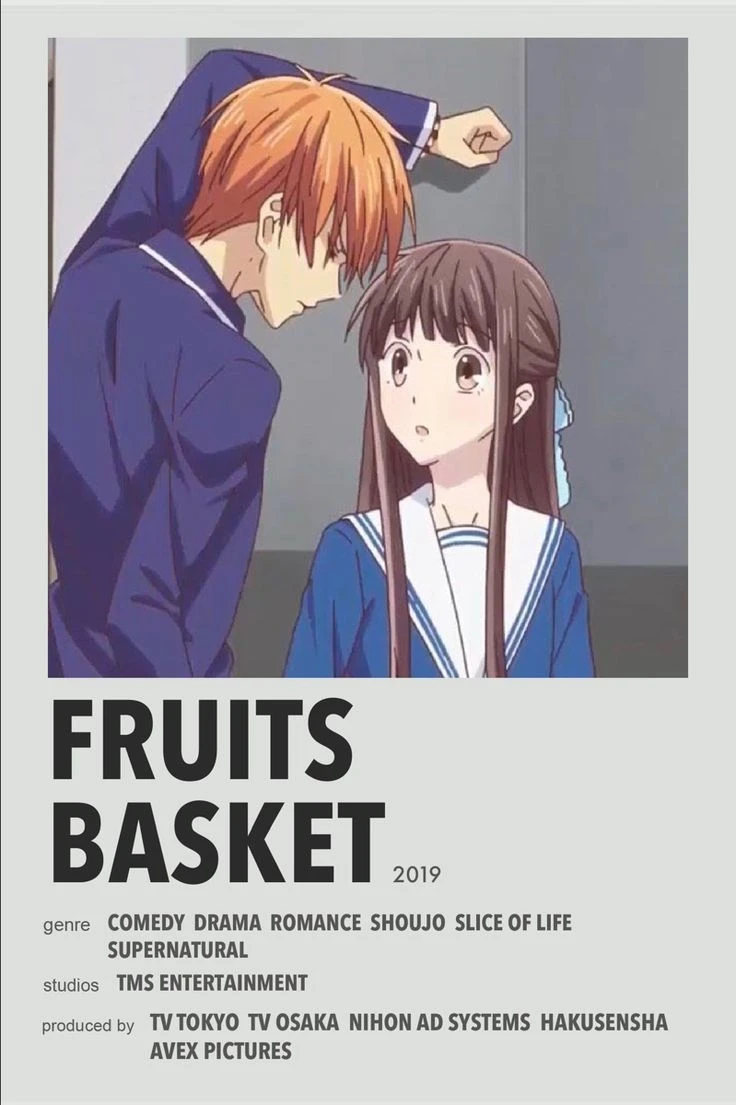 FRUITS
BASKET 2019
genre COMEDY DRAMA ROMANCE SHOUJO SLICE OF LIFE
SUPERNATURAL
studios TMS ENTERTAINMENT
produced by TV TOKYO TV OSAKA NIHON AD SYSTEMS HAKUSENSHA
AVEX PICTURES